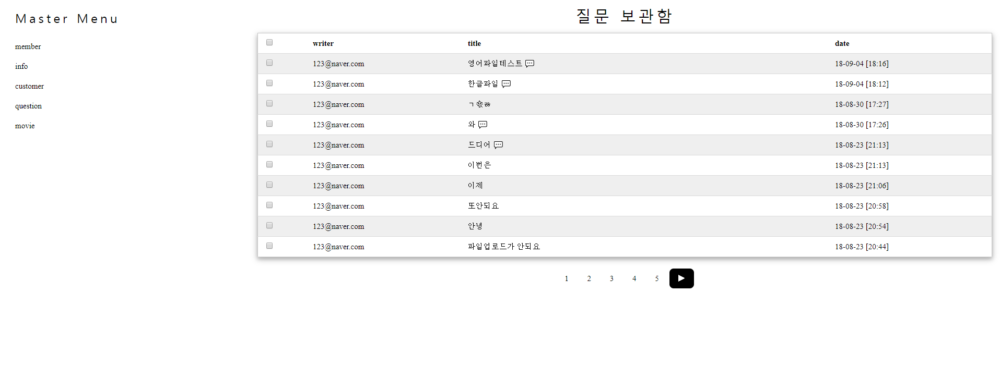 Master Menu
member
info
customer
question
movie
질문 보관함
writer title date
123@naver.com 영어파일테스트 18-09-04 [18:16]
123@naver.com 한글파일 18-09-04 [18:12]
123@naver.com 18-08-30 [17:27]
123@naver.com 와 18-08-30 [17:26]
123@naver.com 드디어 18-08-23 [21:13]
123@naver.com 이번은 18-08-23 [21:13]
123@naver.com 이제 18-08-23 [21:06]
123@naver.com 또안되요 18-08-23 [20:58]
123@naver.com 안녕 18-08-23 [20:54]
123@naver.com 파일업로드가 안되요 18-08-23 [20:44]
1 2 3 4 5